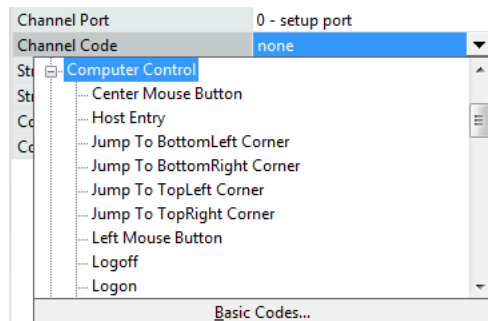 Channel Port 0 - setup port
Channel Code none
Computer Control
Center Mouse Button
Host Entry
Jump To BottomLeft Corner
Jump To BottomRight Corner
Jump To TopLeft Corner
Jump To TopRight Corner
Left Mouse Button
Logoff
Logon
Basic Codes...